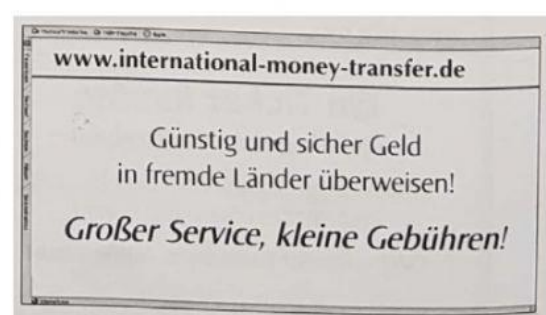 www.international-money-transfer.de
Günstig und sicher Geld
in fremde Länder überweisen!
Großer Service, kleine Gebühren!